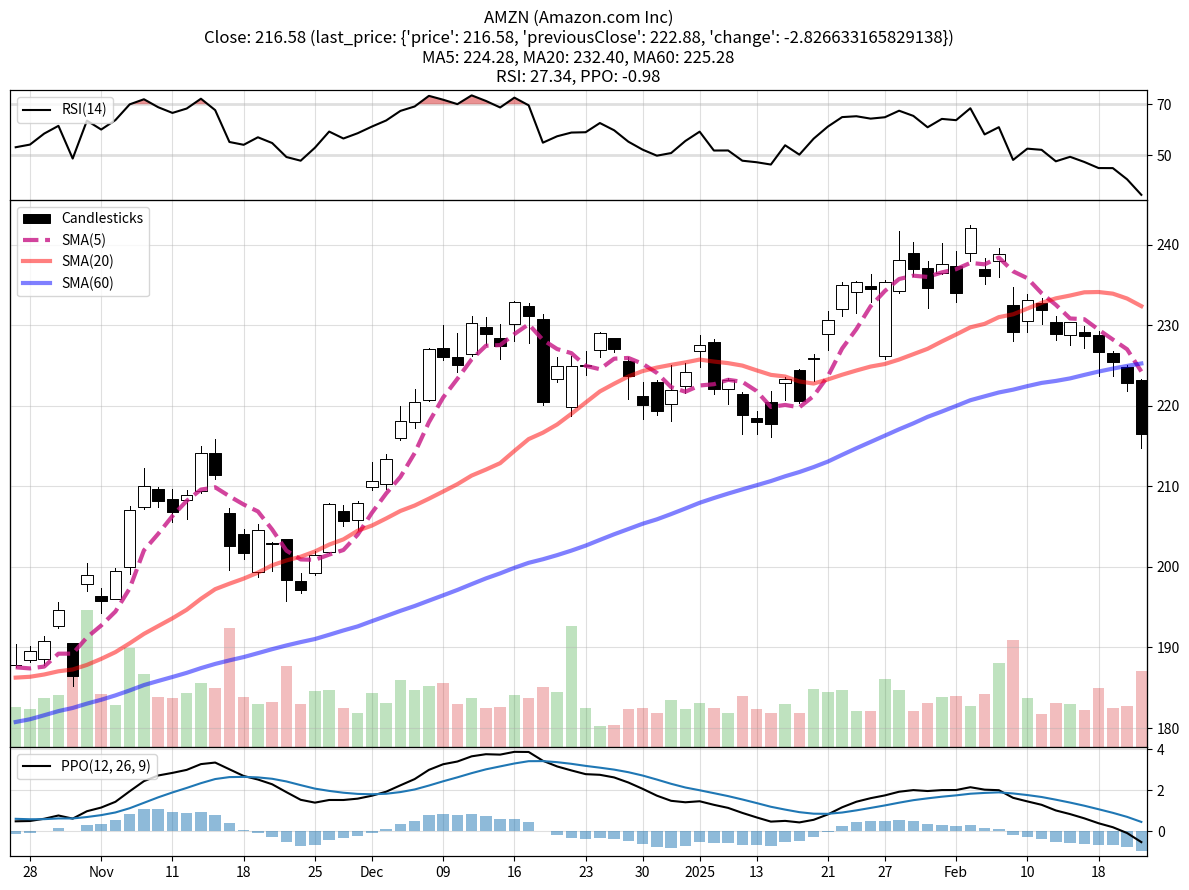 AMZN (Amazon.com Inc)
Close: 216.58 (last_price: {'price': 216.58, 'previousClose': 222.88, 'change': -2.826633165829138})
MA5: 224.28, MA20: 232.40, MA60: 225.28
RSI: 27.34, PPO: -0.98
RSI(14)
70
50
Candlesticks
SMA(5)
SMA(20)
SMA(60)
240
230
220
210
200
190
180
PPO(12, 26, 9)
4
2
0
28 Nov 11 18 25 Dec 09 16 23 30 2025 13 21 27 Feb 10 18